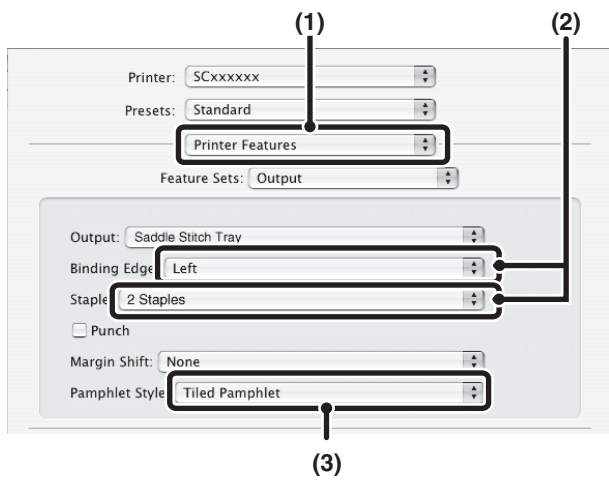 (1) (2)
Printer: SCxxxxxx
Presets: Standard
Printer Features
Feature Sets: Output
Output: Saddle Stitch Tray
Binding Edge Left
Staple 2 Staples
Punch
Margin Shift: None
Pamphlet Style Tiled Pamphlet
(3)